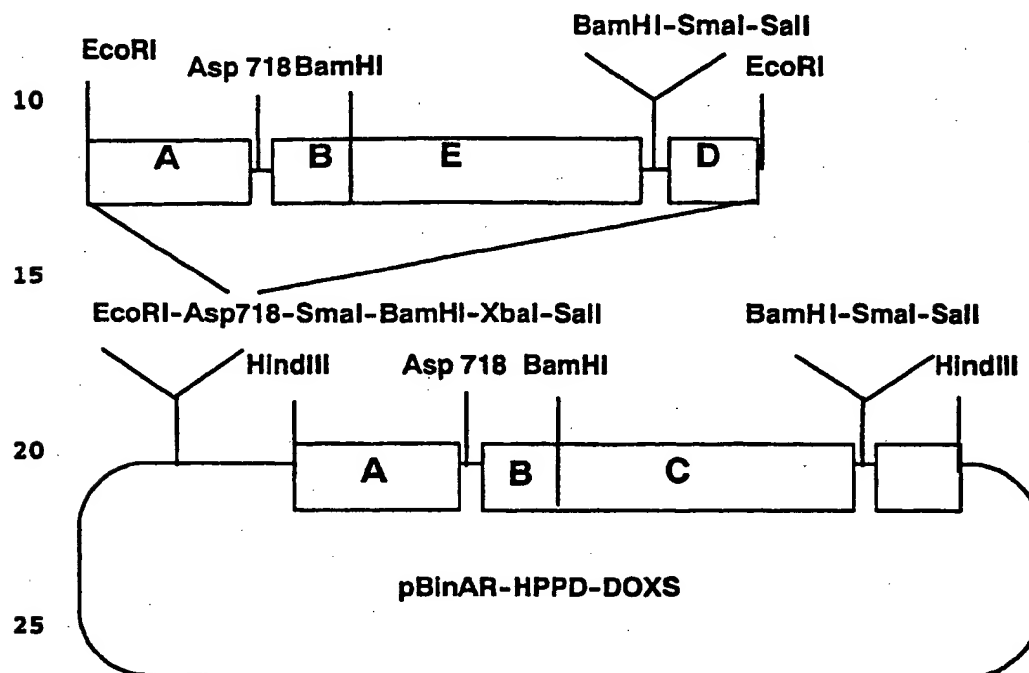 BamHI-SmaI-SalI
EcoRI
Asp 718 BamHI
EcoRI
10
A B E D
15
EcoRI-Asp718-SmaI-BamHI-XbaI-SalI
BamHI-SmaI-SalI
HindIII
Asp 718 BamHI
HindIII
20
A B C
pBinAR-HPPD-DOXS
25